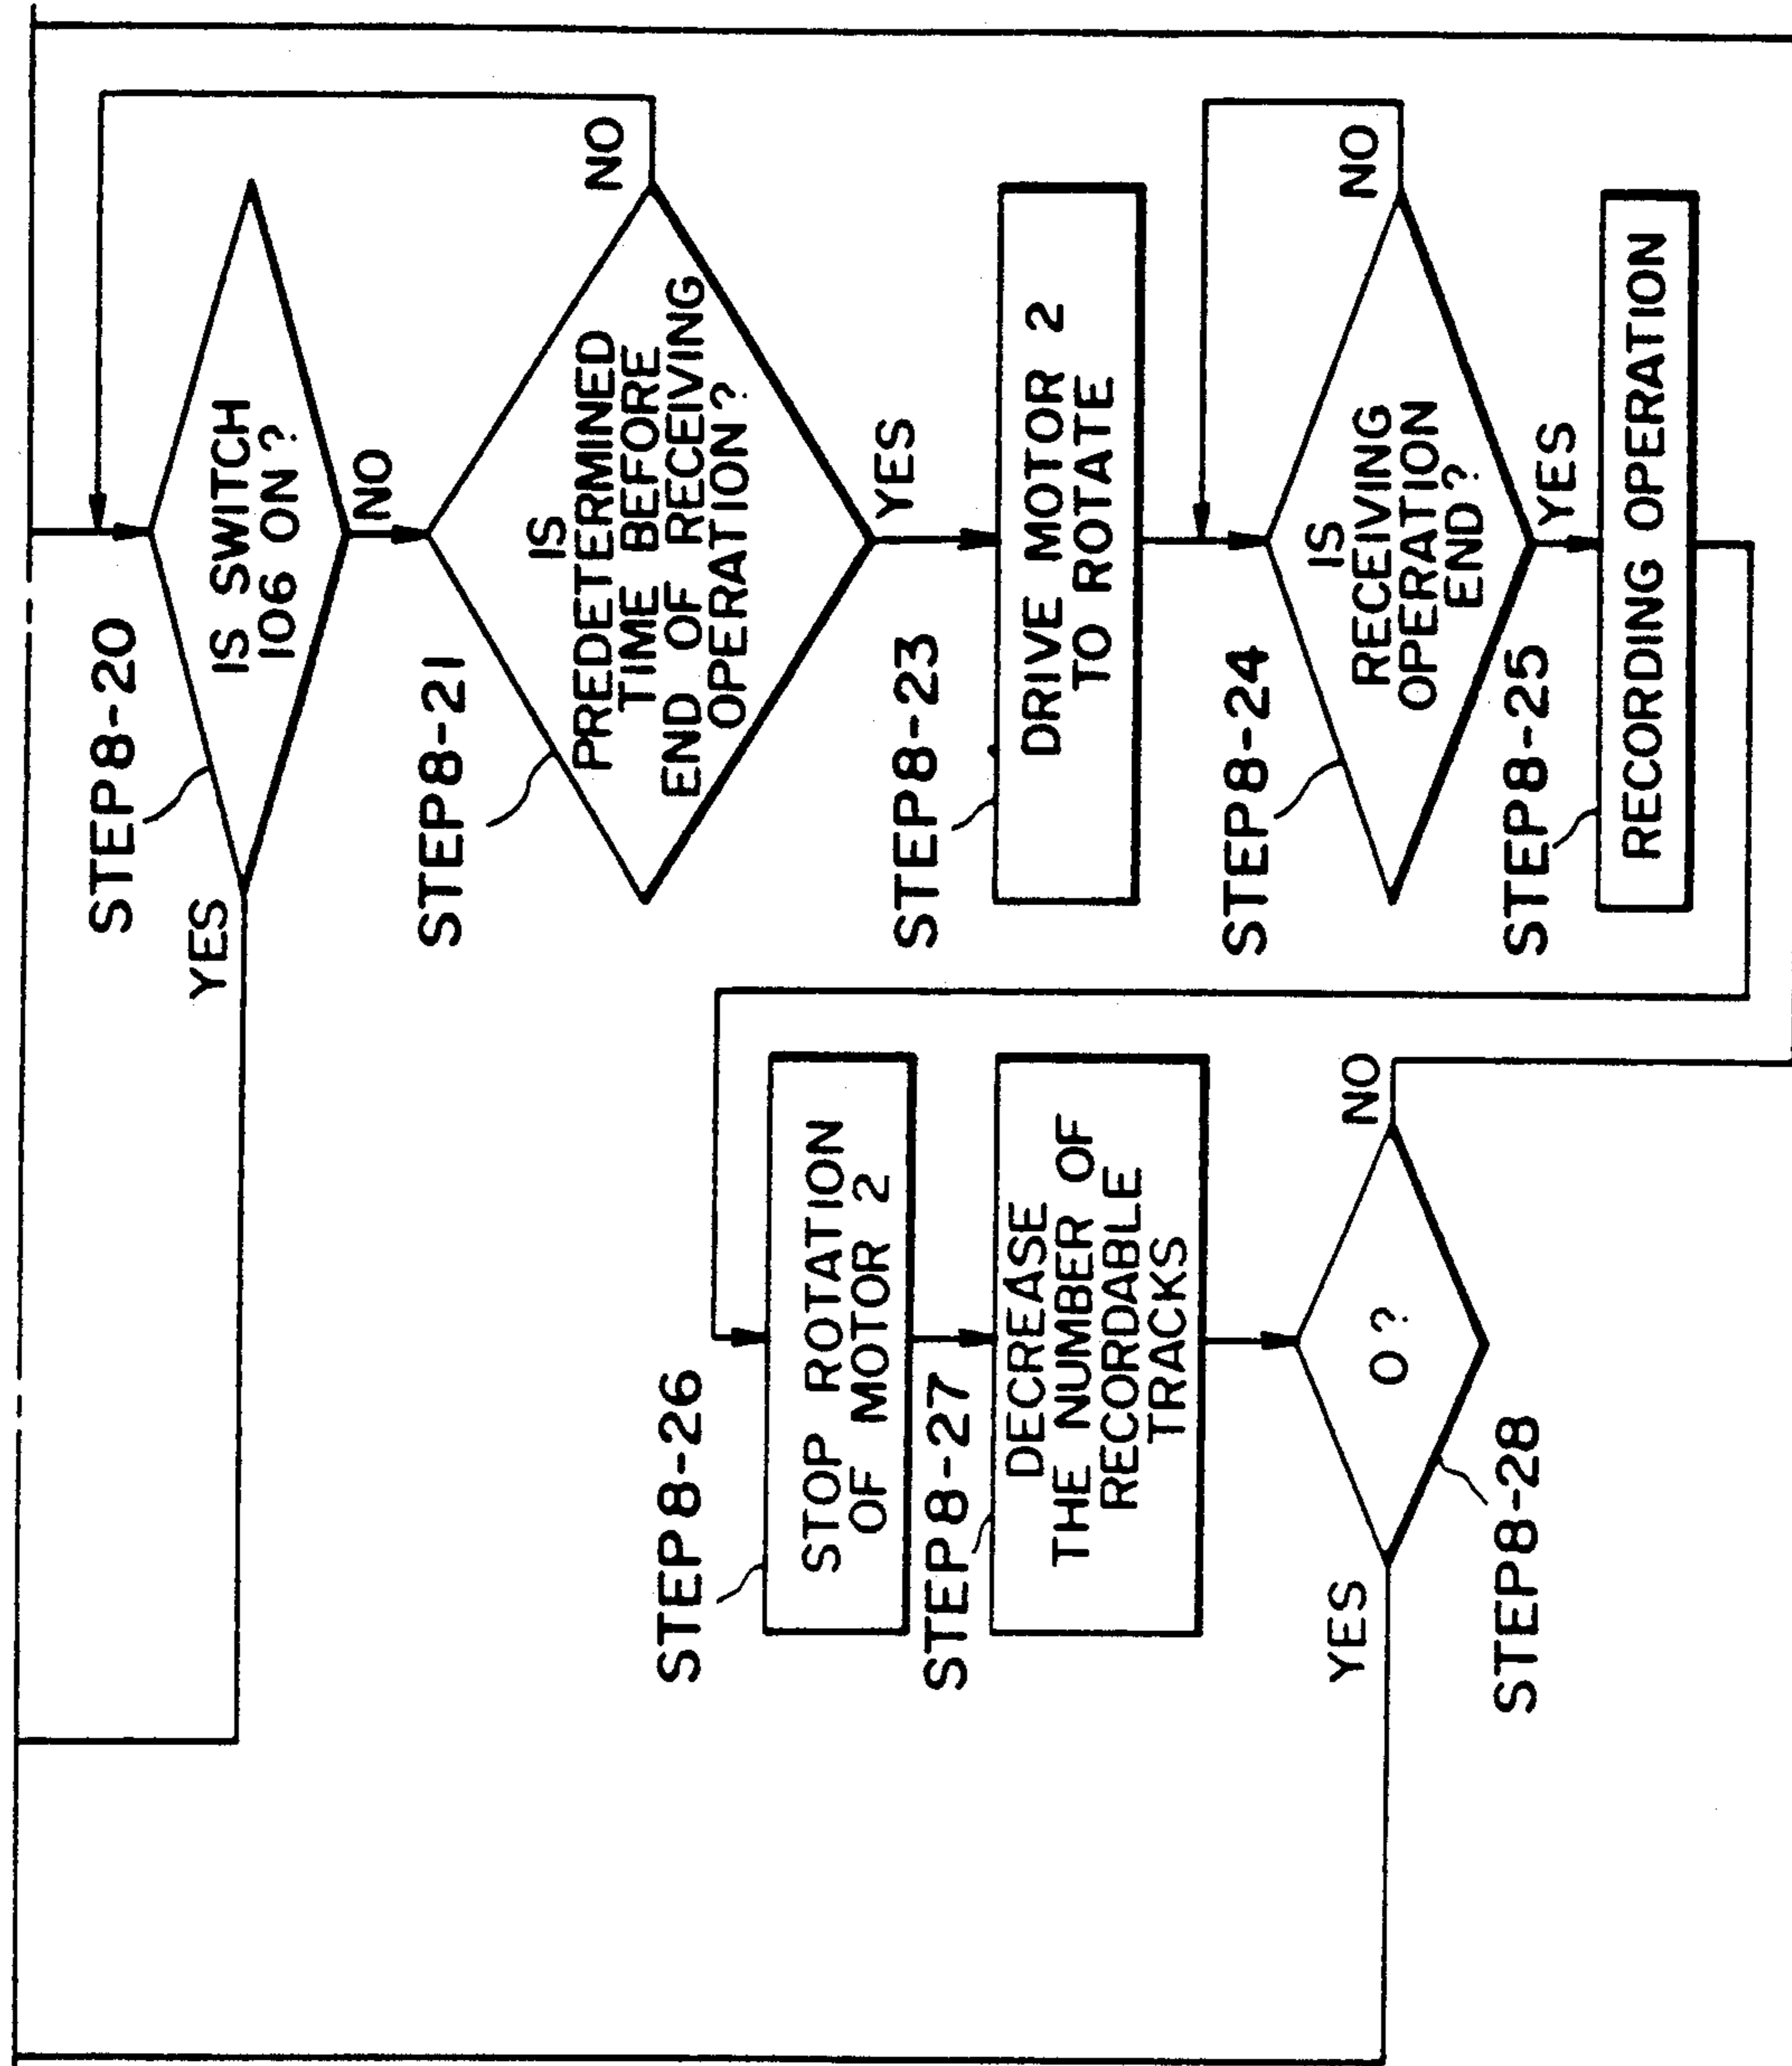 STEP8-20
IS SWITCH
106 ON?
YES
NO
STEP8-21
IS
PREDETERMINED
TIME BEFORE
END OF RECEIVING
OPERATION?
NO
YES
STEP8-23
DRIVE MOTOR 2
TO ROTATE
STEP8-24
IS
RECEIVING
OPERATION
END?
NO
YES
STEP8-25
RECORDING OPERATION
STEP8-26
STOP ROTATION
OF MOTOR 2
STEP8-27
DECREASE
THE NUMBER OF
RECORDABLE
TRACKS
0?
YES
NO
STEP8-28